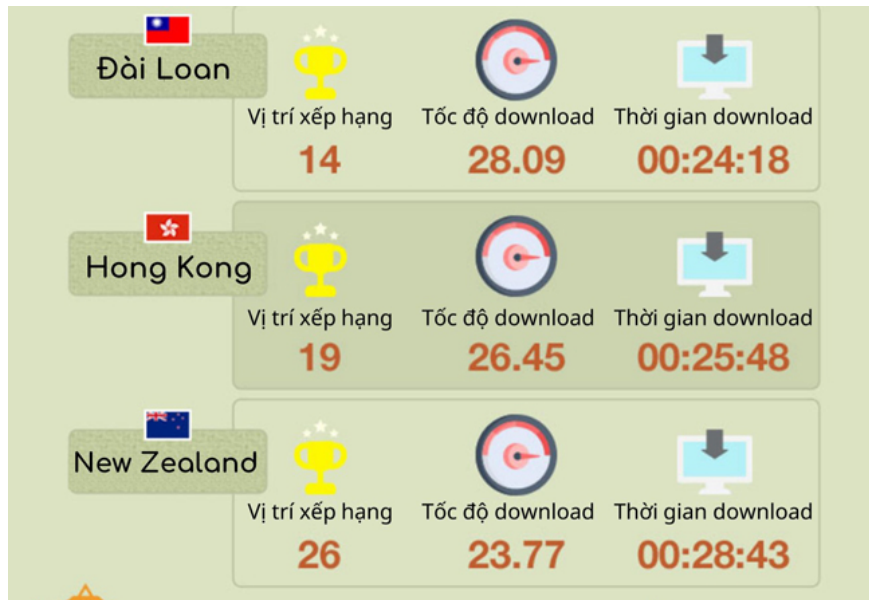 Đài Loan
Vị trí xếp hạng Tốc độ download Thời gian download
14 28.09 00:24:18
Hong Kong
Vị trí xếp hạng Tốc độ download Thời gian download
19 26.45 00:25:48
New Zealand
Vị trí xếp hạng Tốc độ download Thời gian download
26 23.77 00:28:43